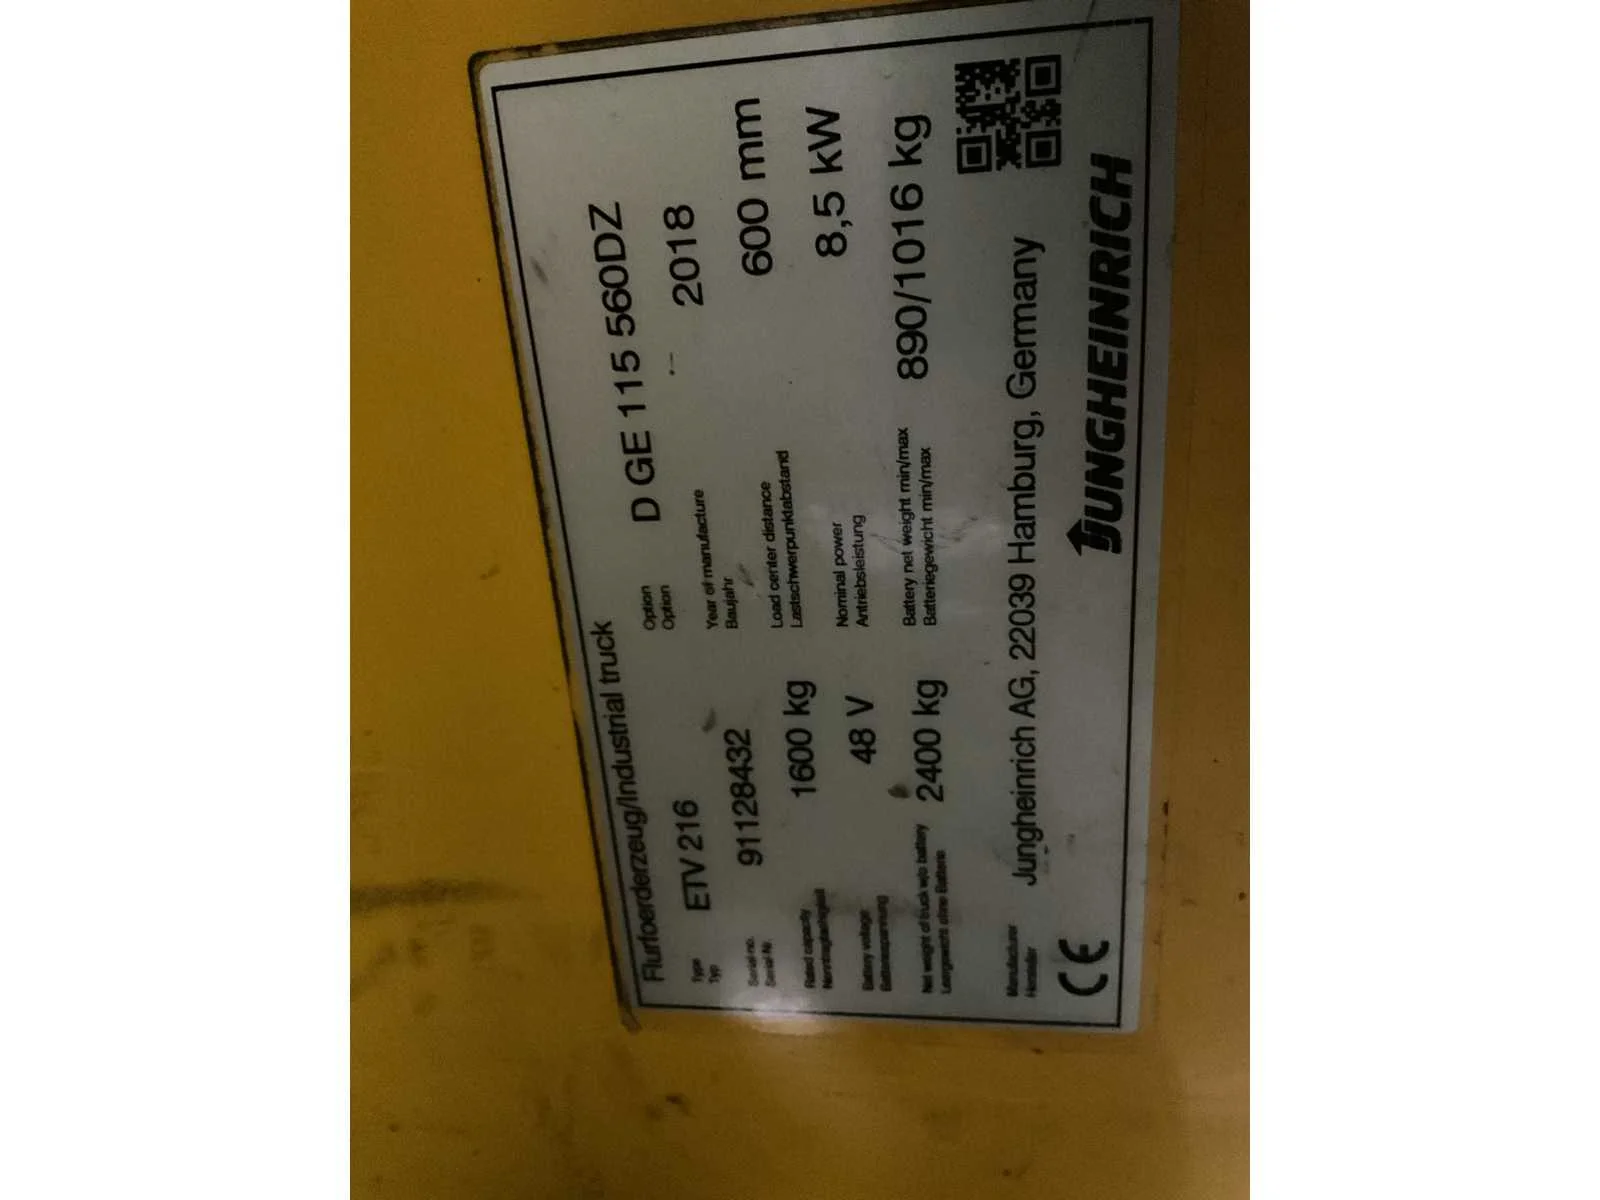 Flurfoerderzeug/Industrial truck
Type
Typ
ETV 216
Option
Option
D GE 115 560DZ
Serial-no.
Serial-Nr.
91128432
Year of manufacture
Baujahr
2018
Rated capacity
Nenntragfaehigkeit
1600 kg
Load center distance
Lastschwerpunktabstand
600 mm
Battery voltage
Batteriespannung
48 V
Nominal power
Antriebsleistung
8,5 kW
Net weight of truck w/o battery
Leergewicht ohne Batterie
2400 kg
Battery net weight min/max
Batteriegewicht min/max
890/1016 kg
Manufacturer
Hersteller
Jungheinrich AG, 22039 Hamburg, Germany
CE
JUNGHEINRICH